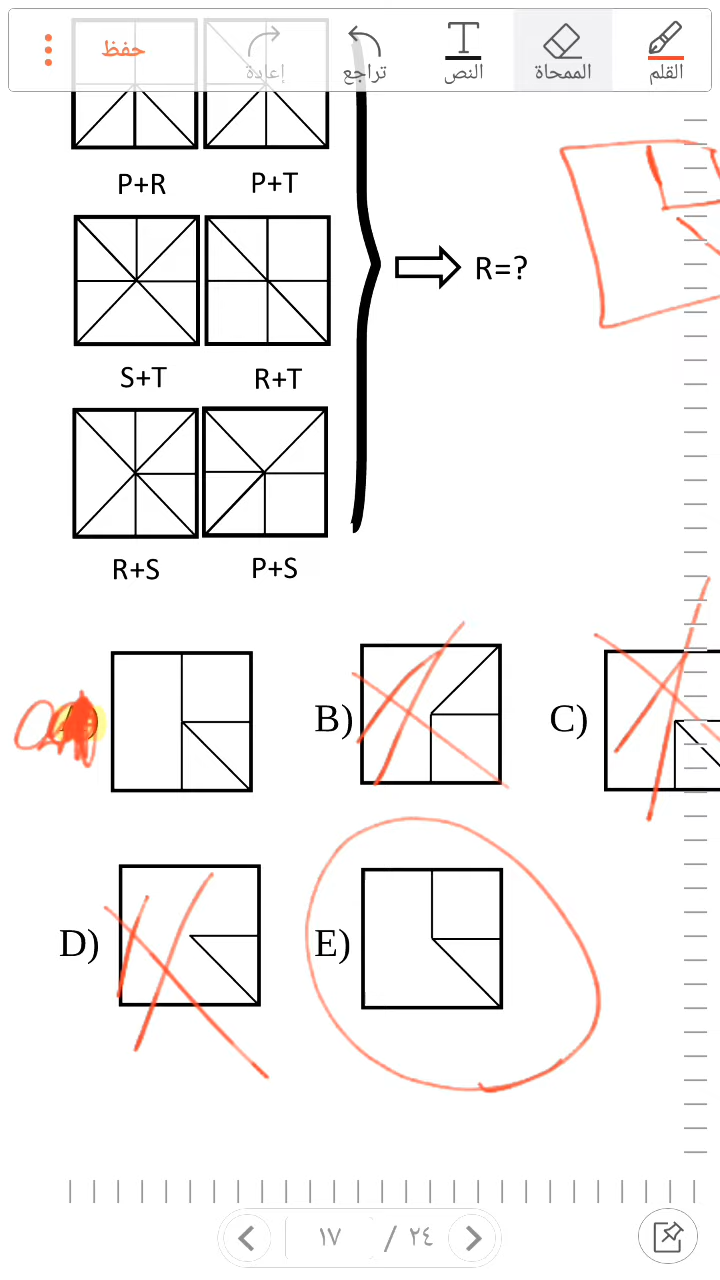 حفظ
إعادة
تراجع
النص
الممحاة
القلم
P+R P+T
S+T R+T
R=?
R+S P+S
B) C)
D) E)
١٧ / ٢٤